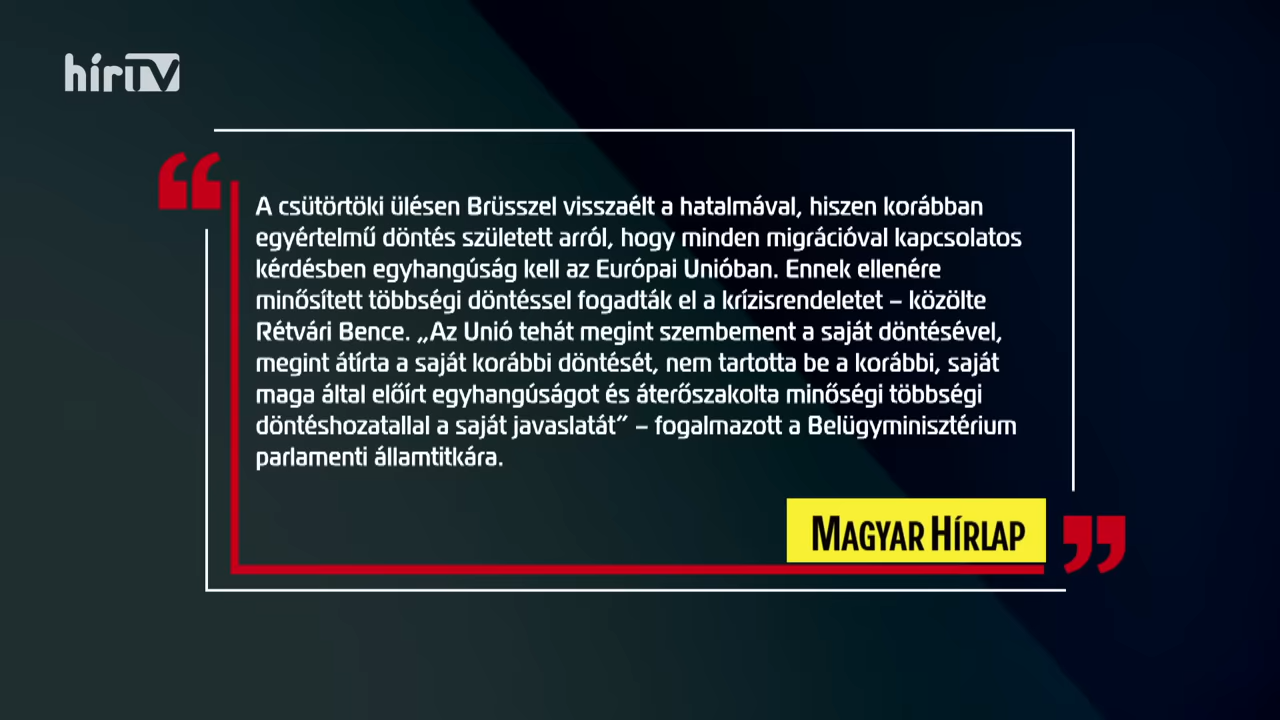 hírTV
A csütörtöki ülésen Brüsszel visszaélt a hatalmával, hiszen korábban
egyértelmű döntés született arról, hogy minden migrációval kapcsolatos
kérdésben egyhangúság kell az Európai Unióban. Ennek ellenére
minősített többségi döntéssel fogadták el a krízisrendeletet – közölte
Rétvári Bence. „Az Unió tehát megint szembement a saját döntésével,
megint átírta a saját korábbi döntését, nem tartotta be a korábbi, saját
maga által előírt egyhangúságot és áterőszakolta minőségi többségi
döntéshozatallal a saját javaslatát” – fogalmazott a Belügyminisztérium
parlamenti államtitkára.
MAGYAR HÍRLAP